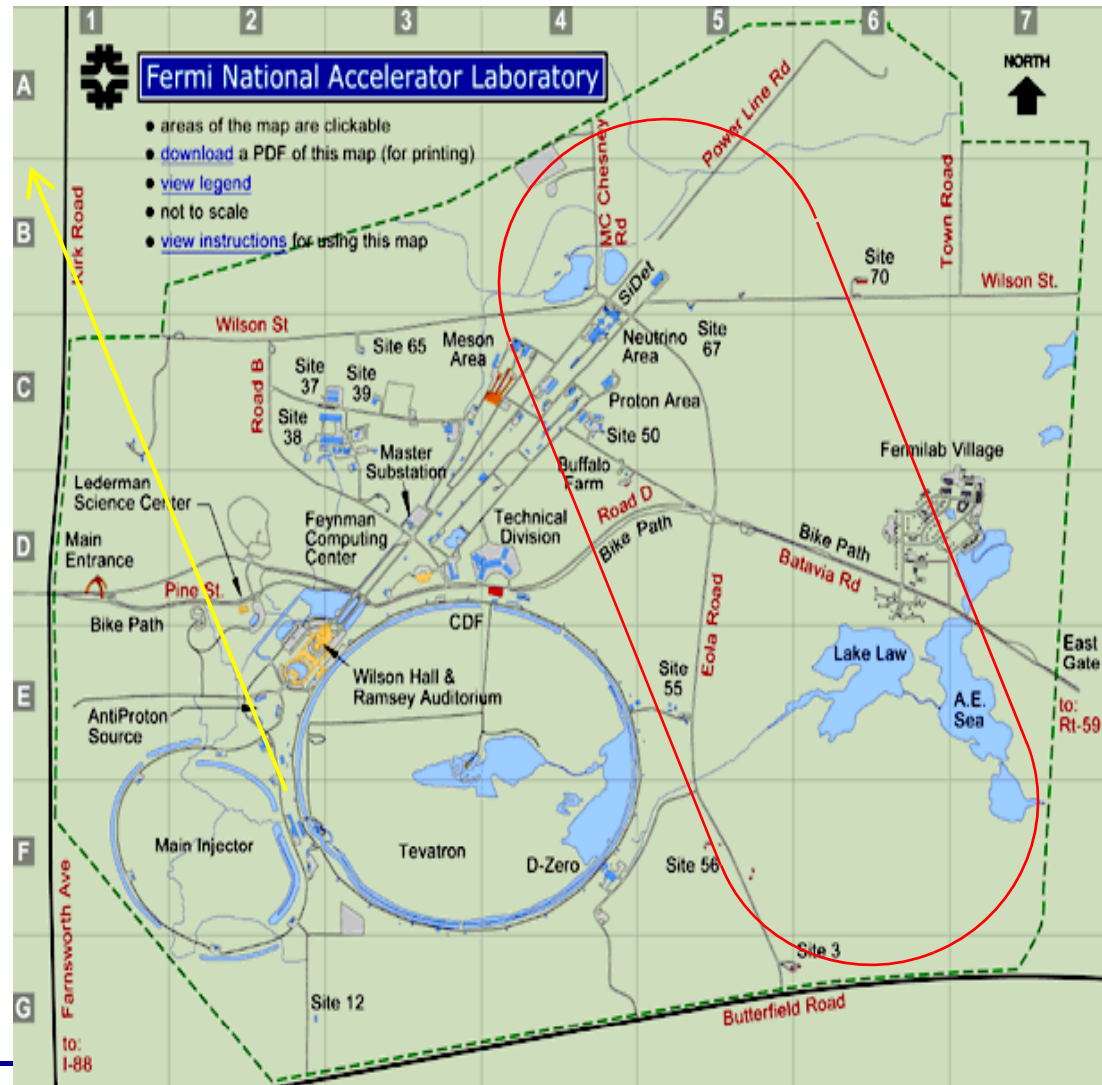 1 2 3 4 5 6 7
A
B
C
D
E
F
G
Fermi National Accelerator Laboratory
• areas of the map are clickable
• download a PDF of this map (for printing)
• view legend
• not to scale
• view instructions for using this map
NORTH
Kirk Road
Power Line Rd
MC Chesney
Rd
Town Road
Site
70
Wilson St.
SiDet
Wilson St
Site 65
Meson
Area
Neutrino
Area
Site
67
Road B
Site
37
Site
39
Proton Area
Site
38
Site 50
Master
Substation
Buffalo
Farm
Fermilab Village
Lederman
Science Center
Road D
Feynman
Computing
Center
Technical
Division
Bike Path
Bike Path
Batavia Rd
Main
Entrance
Pine St.
Bike Path
CDF
Eola Road
Wilson Hall &
Ramsey Auditorium
Site
55
Lake Law
A.E.
Sea
East
Gate
to:
Rt-59
AntiProton
Source
Main Injector
Tevatron
D-Zero
Site 56
Farnsworth Ave
Site 3
Site 12
Butterfield Road
to:
I-88